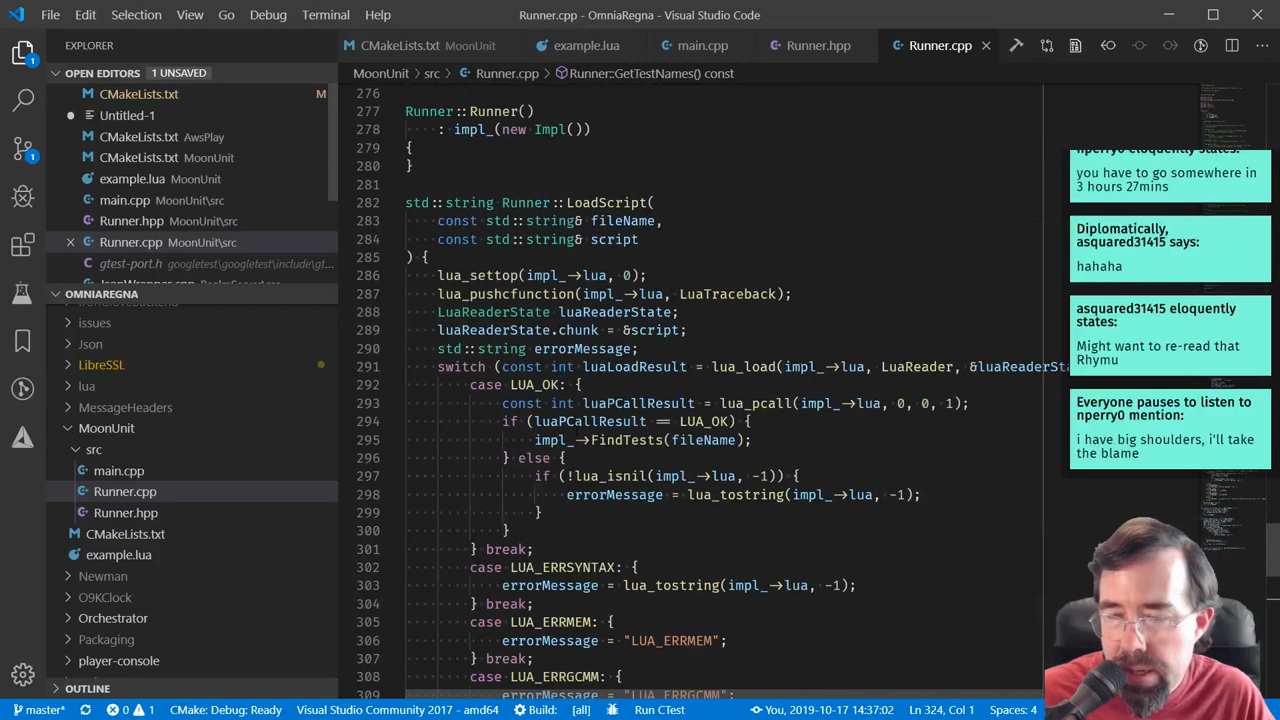 File Edit Selection View Go Debug Terminal Help Runner.cpp - OmniaRegna - Visual Studio Code
EXPLORER
OPEN EDITORS 1 UNSAVED
CMakeLists.txt M
Untitled-1
CMakeLists.txt AwsPlay
CMakeLists.txt MoonUnit
example.lua MoonUnit
main.cpp MoonUnit\src
Runner.hpp MoonUnit\src
Runner.cpp MoonUnit\src
gtest-port.h googletest\googletest\include\gt...
OMNIAREGNA
issues
Json
LibreSSL
lua
MessageHeaders
MoonUnit
src
main.cpp
Runner.cpp
Runner.hpp
CMakeLists.txt
example.lua
Newman
O9KClock
Orchestrator
Packaging
player-console
OUTLINE
CMakeLists.txt MoonUnit example.lua main.cpp Runner.hpp Runner.cpp
MoonUnit > src > Runner.cpp > Runner::GetTestNames() const
276
277 Runner::Runner()
278 : impl_(new Impl())
279 {
280 }
281
282 std::string Runner::LoadScript(
283 const std::string& fileName,
284 const std::string& script
285 ) {
286 lua_settop(impl_->lua, 0);
287 lua_pushcfunction(impl_->lua, LuaTraceback);
288 LuaReaderState luaReaderState;
289 luaReaderState.chunk = &script;
290 std::string errorMessage;
291 switch (const int luaLoadResult = lua_load(impl_->lua, LuaReader, &luaReaderSt
292 case LUA_OK: {
293 const int luaPCallResult = lua_pcall(impl_->lua, 0, 0, 1);
294 if (luaPCallResult == LUA_OK) {
295 impl_->FindTests(fileName);
296 } else {
297 if (!lua_isnil(impl_->lua, -1)) {
298 errorMessage = lua_tostring(impl_->lua, -1);
299 }
300 }
301 } break;
302 case LUA_ERRSYNTAX: {
303 errorMessage = lua_tostring(impl_->lua, -1);
304 } break;
305 case LUA_ERRMEM: {
306 errorMessage = "LUA_ERRMEM";
307 } break;
308 case LUA_ERRGCMM: {
309 errorMessage = "LUA_ERRGCMM";
nperry0 eloquently states:
you have to go somewhere in
3 hours 27mins
Diplomatically,
asquared31415 says:
hahaha
asquared31415 eloquently
states:
Might want to re-read that
Rhymu
Everyone pauses to listen to
nperry0 mention:
i have big shoulders, i'll take
the blame
master* 0 1 CMake: Debug: Ready Visual Studio Community 2017 - amd64 Build: [all] Run CTest You, 2019-10-17 14:37:02 Ln 324, Col 1 Spaces: 4